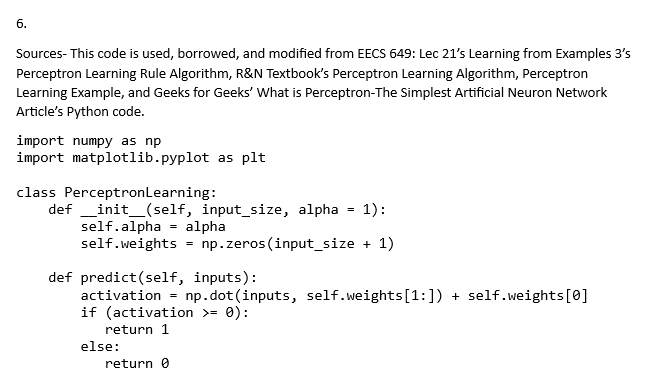 6.
Sources- This code is used, borrowed, and modified from EECS 649: Lec 21’s Learning from Examples 3’s
Perceptron Learning Rule Algorithm, R&N Textbook’s Perceptron Learning Algorithm, Perceptron
Learning Example, and Geeks for Geeks’ What is Perceptron-The Simplest Artificial Neuron Network
Article’s Python code.
import numpy as np
import matplotlib.pyplot as plt
class PerceptronLearning:
    def __init__(self, input_size, alpha = 1):
        self.alpha = alpha
        self.weights = np.zeros(input_size + 1)
    def predict(self, inputs):
        activation = np.dot(inputs, self.weights[1:]) + self.weights[0]
        if (activation >= 0):
           return 1
        else:
           return 0